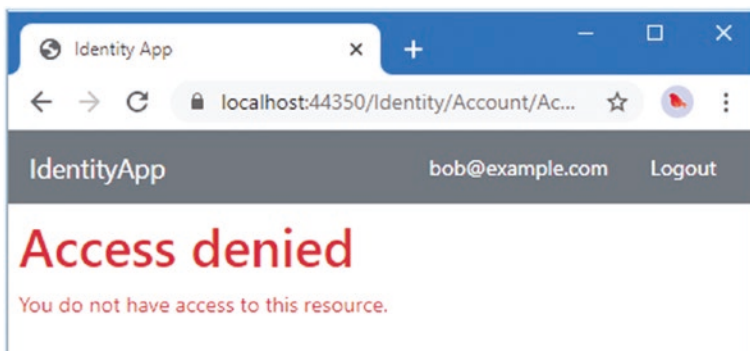 Identity App
localhost:44350/Identity/Account/Ac...
IdentityApp bob@example.com Logout
Access denied
You do not have access to this resource.